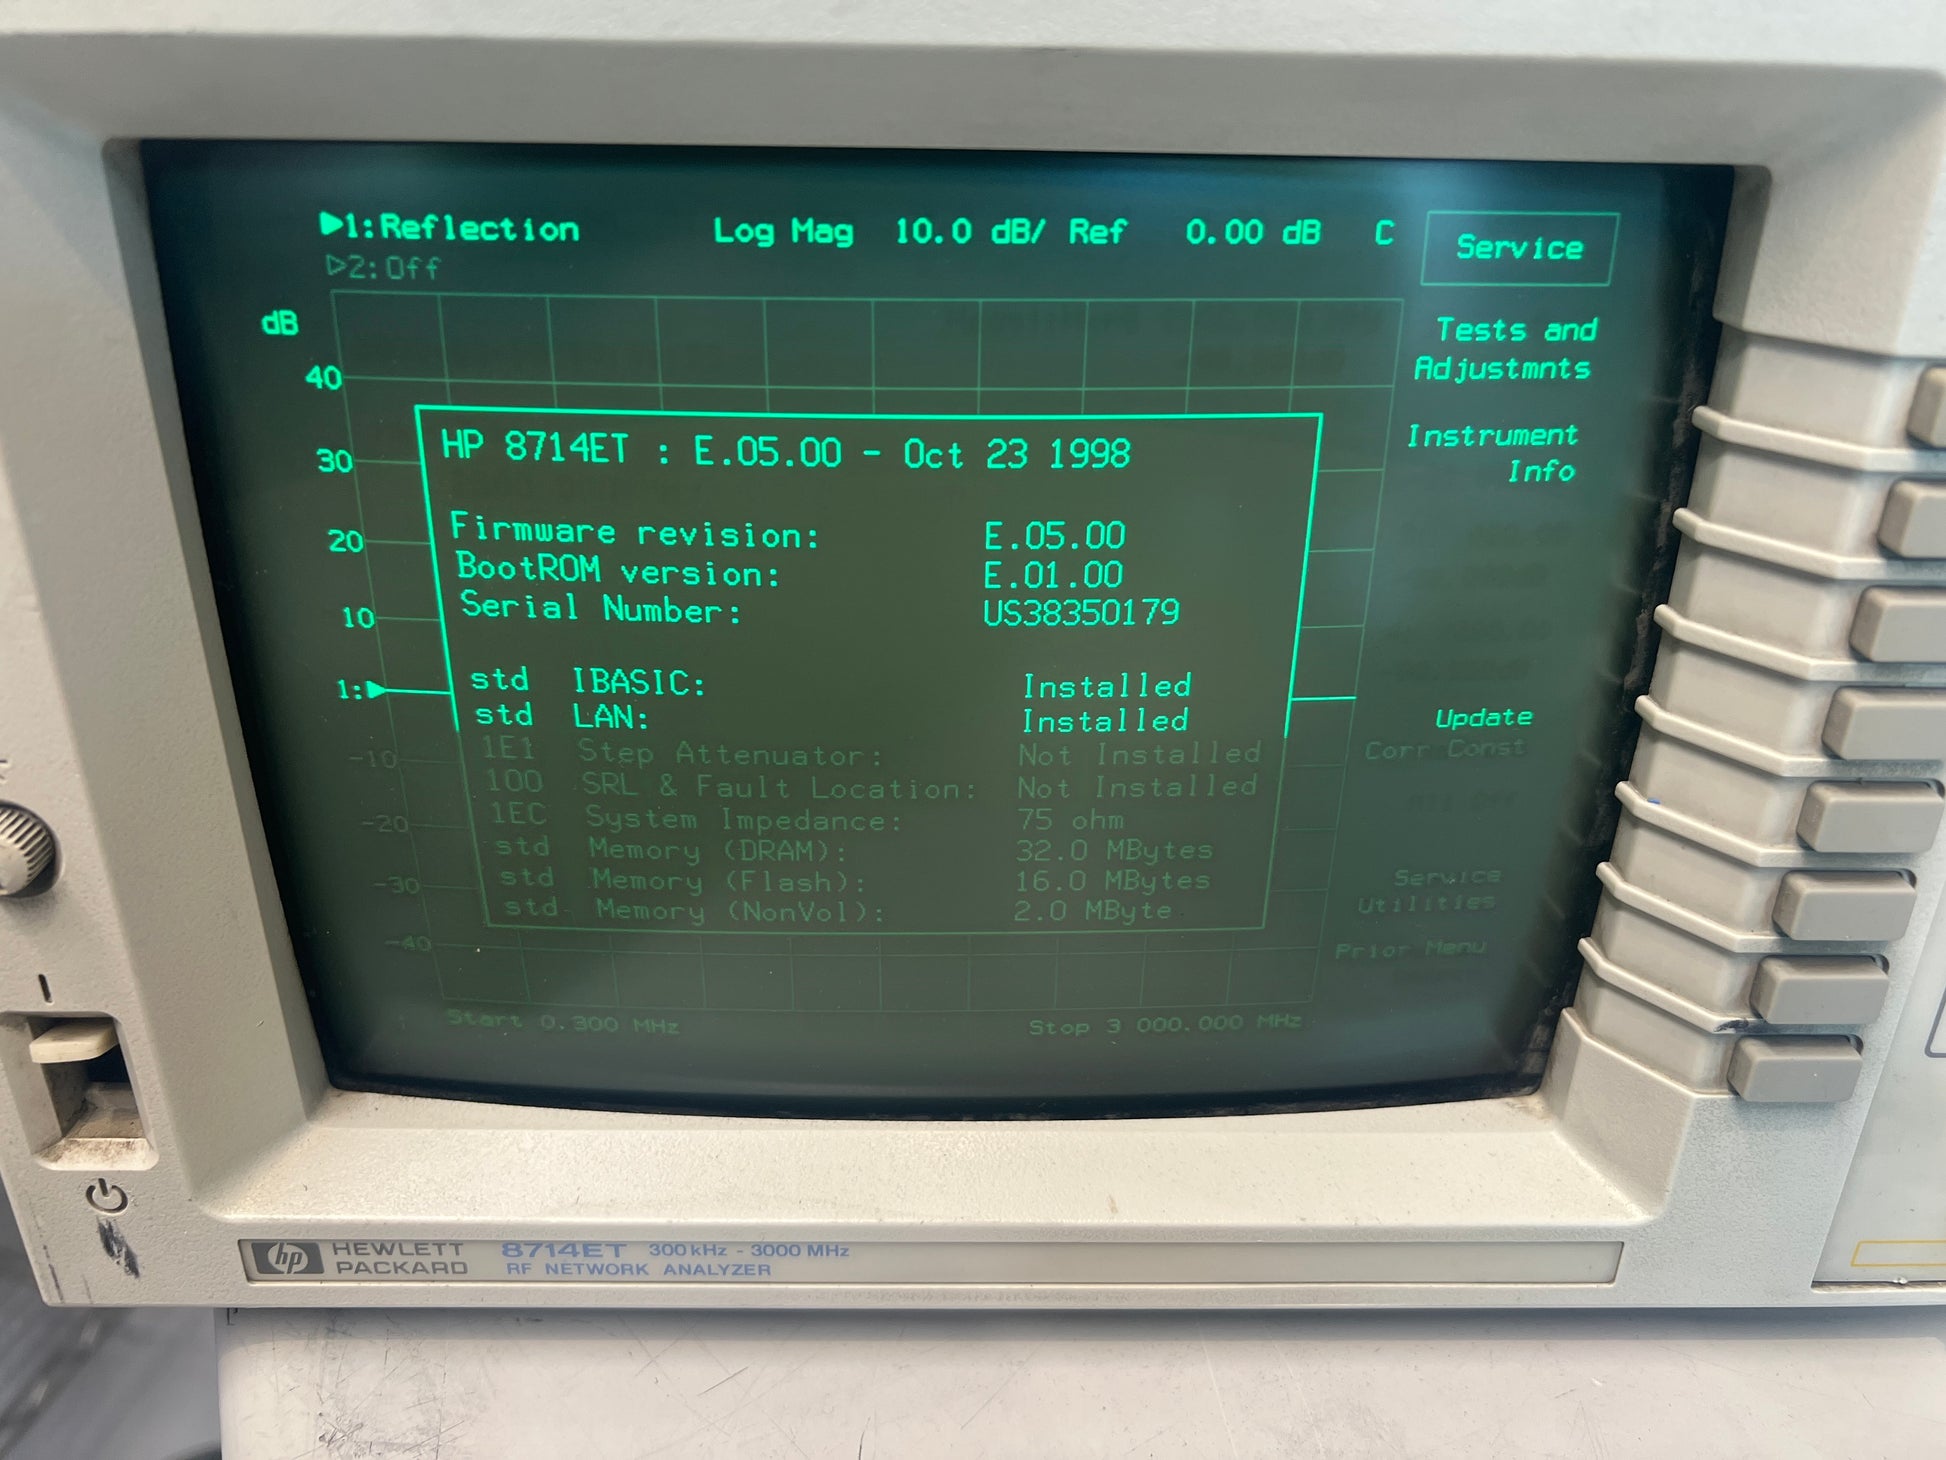 ▶1:Reflection Log Mag 10.0 dB/ Ref 0.00 dB C
▷2:Off
Service
dB
Tests and
Adjustmnts
40
Instrument
Info
30
20
10
1:▶
-10
-20
-30
-40
HP 8714ET : E.05.00 - Oct 23 1998
Firmware revision: E.05.00
BootROM version: E.01.00
Serial Number: US38350179
std IBASIC: Installed
std LAN: Installed
1E1 Step Attenuator: Not Installed
100 SRL & Fault Location: Not Installed
1EC System Impedance: 75 ohm
std Memory (DRAM): 32.0 MBytes
std Memory (Flash): 16.0 MBytes
std Memory (NonVol): 2.0 MByte
Update
Corr Const
Service
Utilities
Prior Menu
Start 0.300 MHz
Stop 3 000.000 MHz
hp HEWLETT
PACKARD
8714ET 300 kHz - 3000 MHz
RF NETWORK ANALYZER